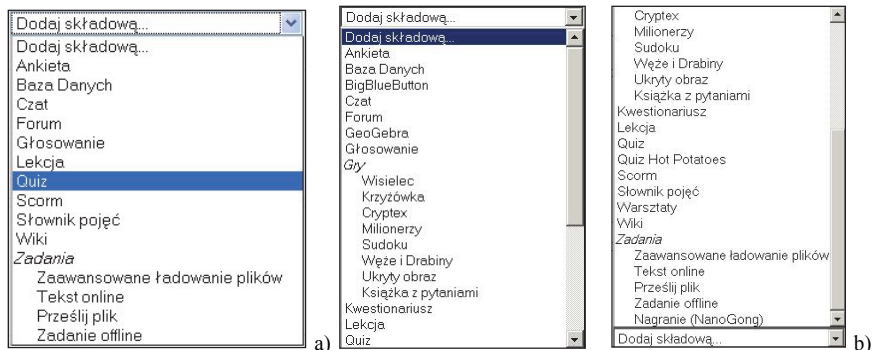 Dodaj składową...
Dodaj składową...
Ankieta
Baza Danych
Czat
Forum
Głosowanie
Lekcja
Quiz
Scorm
Słownik pojęć
Wiki
Zadania
Zaawansowane ładowanie plików
Tekst online
Prześlij plik
Zadanie offline
a)
Dodaj składową...
Dodaj składową...
Ankieta
Baza Danych
BigBlueButton
Czat
Forum
GeoGebra
Głosowanie
Gry
Wisielec
Krzyżówka
Cryptex
Milionerzy
Sudoku
Węże i Drabiny
Ukryty obraz
Książka z pytaniami
Kwestionariusz
Lekcja
Quiz
Cryptex
Milionerzy
Sudoku
Węże i Drabiny
Ukryty obraz
Książka z pytaniami
Kwestionariusz
Lekcja
Quiz
Quiz Hot Potatoes
Scorm
Słownik pojęć
Warsztaty
Wiki
Zadania
Zaawansowane ładowanie plików
Tekst online
Prześlij plik
Zadanie offline
Nagranie (NanoGong)
Dodaj składową...
b)